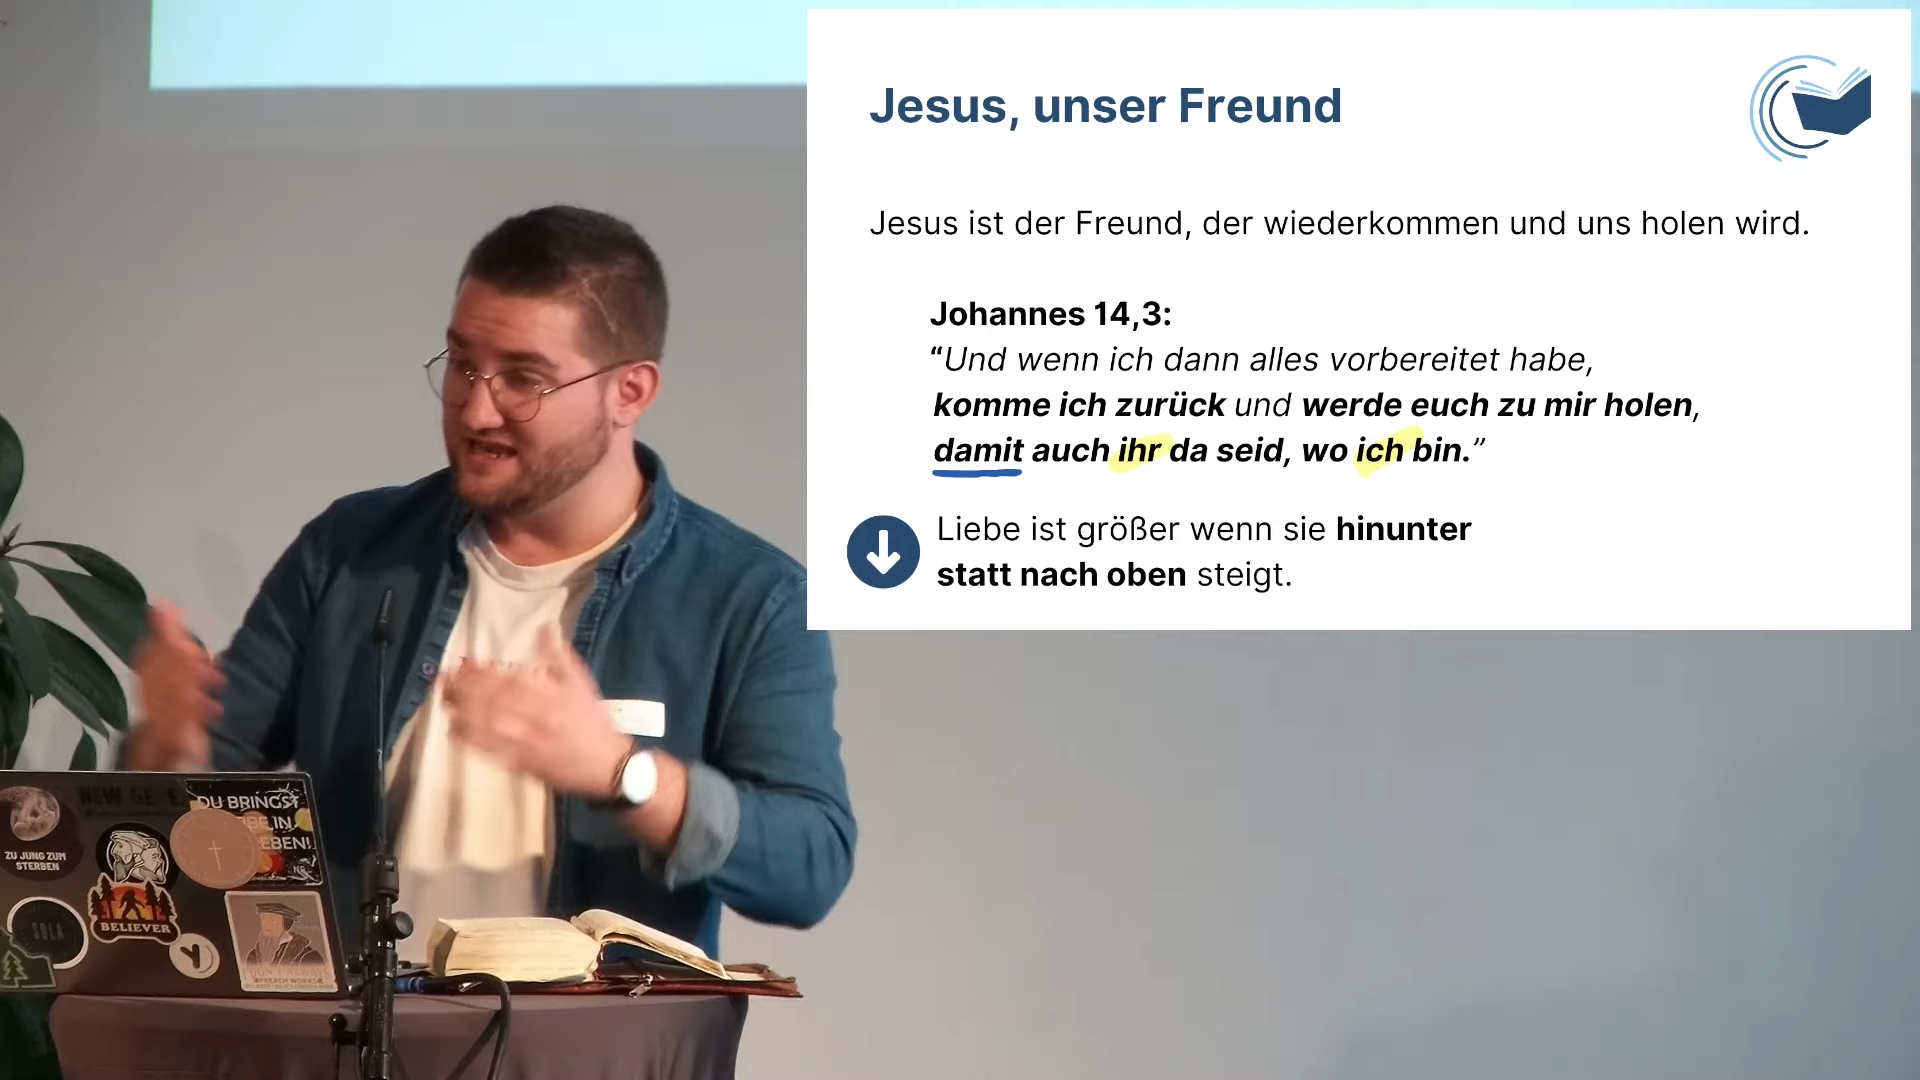 Jesus, unser Freund
Jesus ist der Freund, der wiederkommen und uns holen wird.
Johannes 14,3:
“Und wenn ich dann alles vorbereitet habe,
komme ich zurück und werde euch zu mir holen,
damit auch ihr da seid, wo ich bin.”
Liebe ist größer wenn sie hinunter
statt nach oben steigt.
DU BRINGST
IN
ZU JUNG ZUM
STERBEN
BELIEVER
SOLA